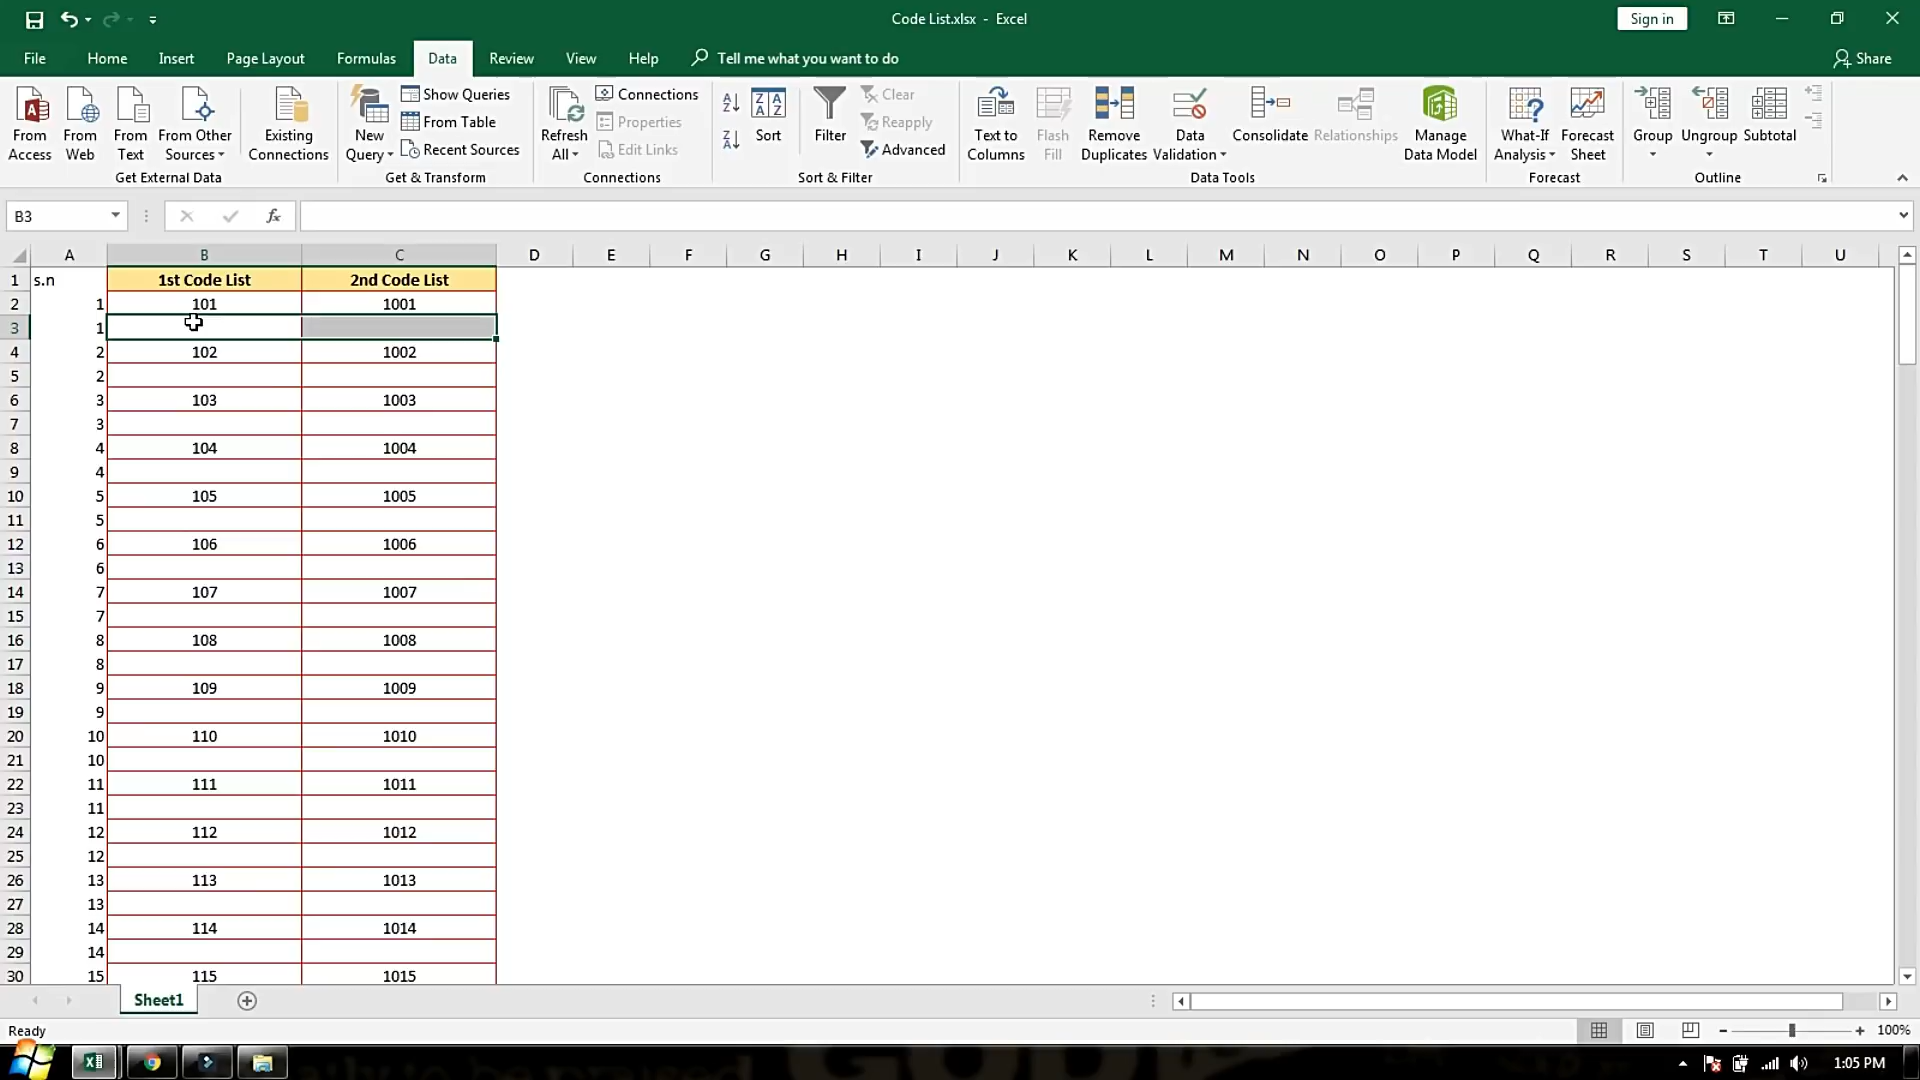 Code List.xlsx - Excel
Sign in
File Home Insert Page Layout Formulas Data Review View Help Tell me what you want to do Share
From Access
From Web
From Text
From Other Sources
Existing Connections
Get External Data
New Query
Show Queries
From Table
Recent Sources
Get & Transform
Refresh All
Connections
Properties
Edit Links
Connections
Sort
Filter
Clear
Reapply
Advanced
Sort & Filter
Text to Columns
Flash Fill
Remove Duplicates
Data Validation
Consolidate
Relationships
Manage Data Model
Data Tools
What-If Analysis
Forecast Sheet
Forecast
Group
Ungroup
Subtotal
Outline
B3 fx
A B C D E F G H I J K L M N O P Q R S T U
1 s.n 1st Code List 2nd Code List
2 1 101 1001
3 1
4 2 102 1002
5 2
6 3 103 1003
7 3
8 4 104 1004
9 4
10 5 105 1005
11 5
12 6 106 1006
13 6
14 7 107 1007
15 7
16 8 108 1008
17 8
18 9 109 1009
19 9
20 10 110 1010
21 10
22 11 111 1011
23 11
24 12 112 1012
25 12
26 13 113 1013
27 13
28 14 114 1014
29 14
30 15 115 1015
Sheet1
Ready
100%
1:05 PM